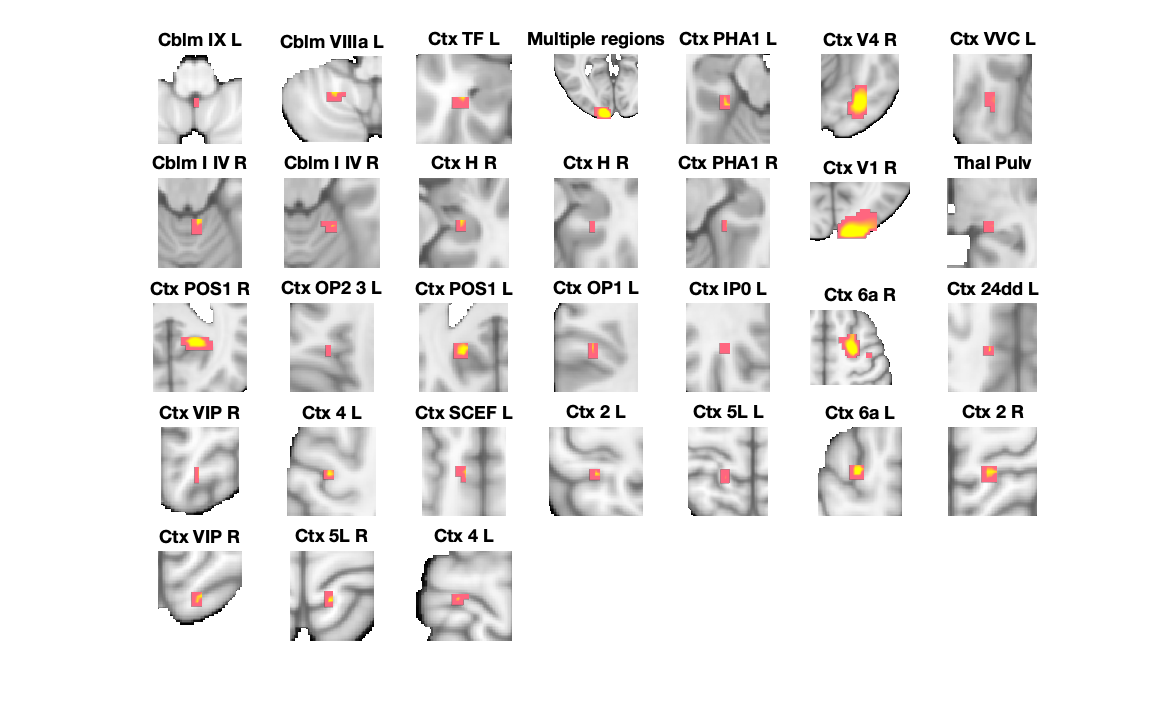 Cblm IX L
Cblm VIIIa L
Ctx TF L
Multiple regions
Ctx PHA1 L
Ctx V4 R
Ctx VVC L
Cblm I IV R
Cblm I IV R
Ctx H R
Ctx H R
Ctx PHA1 R
Ctx V1 R
Thal Pulv
Ctx POS1 R
Ctx OP2 3 L
Ctx POS1 L
Ctx OP1 L
Ctx IP0 L
Ctx 6a R
Ctx 24dd L
Ctx VIP R
Ctx 4 L
Ctx SCEF L
Ctx 2 L
Ctx 5L L
Ctx 6a L
Ctx 2 R
Ctx VIP R
Ctx 5L R
Ctx 4 L